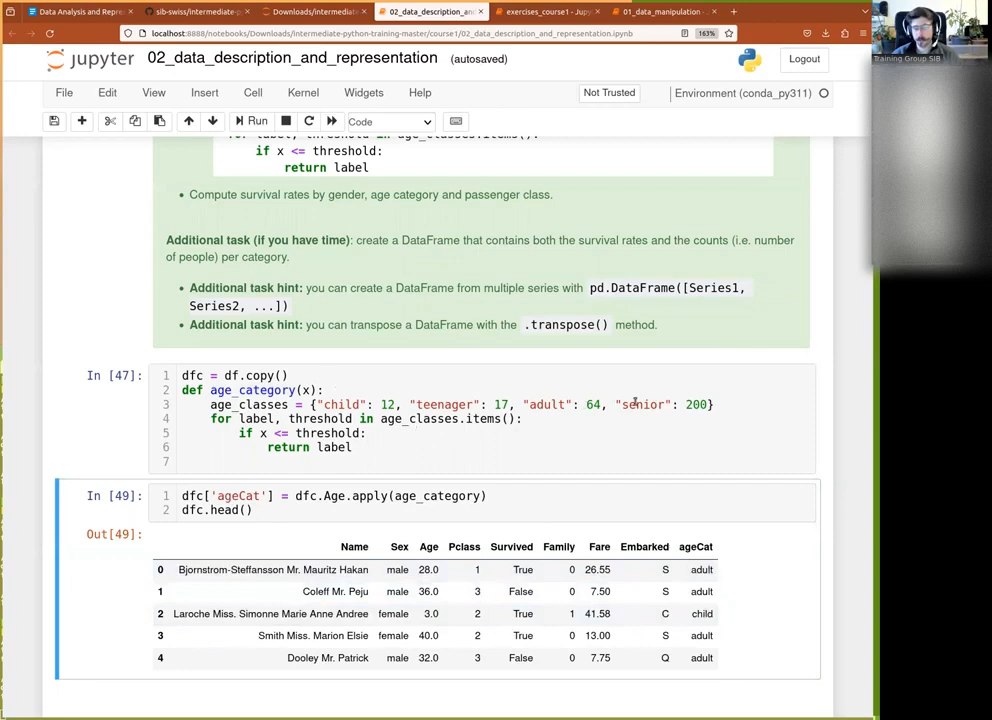 Data Analysis and Repre
sib-swiss/intermediate-p
Downloads/intermediate
02_data_description_and
exercises_course1 - Jupyt
01_data_manipulation -
localhost:8888/notebooks/Downloads/intermediate-python-training-master/course1/02_data_description_and_representation.ipynb
163%
Training Group SIB
jupyter 02_data_description_and_representation (autosaved)
Logout
File Edit View Insert Cell Kernel Widgets Help
Not Trusted
Environment (conda_py311)
Run
Code
for label, threshold in age_classes.items():
if x <= threshold:
return label
• Compute survival rates by gender, age category and passenger class.
Additional task (if you have time): create a DataFrame that contains both the survival rates and the counts (i.e. number
of people) per category.
• Additional task hint: you can create a DataFrame from multiple series with pd.DataFrame([Series1,
Series2, ...])
• Additional task hint: you can transpose a DataFrame with the .transpose() method.
In [47]:
1 dfc = df.copy()
2 def age_category(x):
3 age_classes = {"child": 12, "teenager": 17, "adult": 64, "senior": 200}
4 for label, threshold in age_classes.items():
5 if x <= threshold:
6 return label
7
In [49]:
1 dfc['ageCat'] = dfc.Age.apply(age_category)
2 dfc.head()
Out[49]:
Name Sex Age Pclass Survived Family Fare Embarked ageCat
0 Bjornstrom-Steffansson Mr. Mauritz Hakan male 28.0 1 True 0 26.55 S adult
1 Coleff Mr. Peju male 36.0 3 False 0 7.50 S adult
2 Laroche Miss. Simonne Marie Anne Andree female 3.0 2 True 1 41.58 C child
3 Smith Miss. Marion Elsie female 40.0 2 True 0 13.00 S adult
4 Dooley Mr. Patrick male 32.0 3 False 0 7.75 Q adult